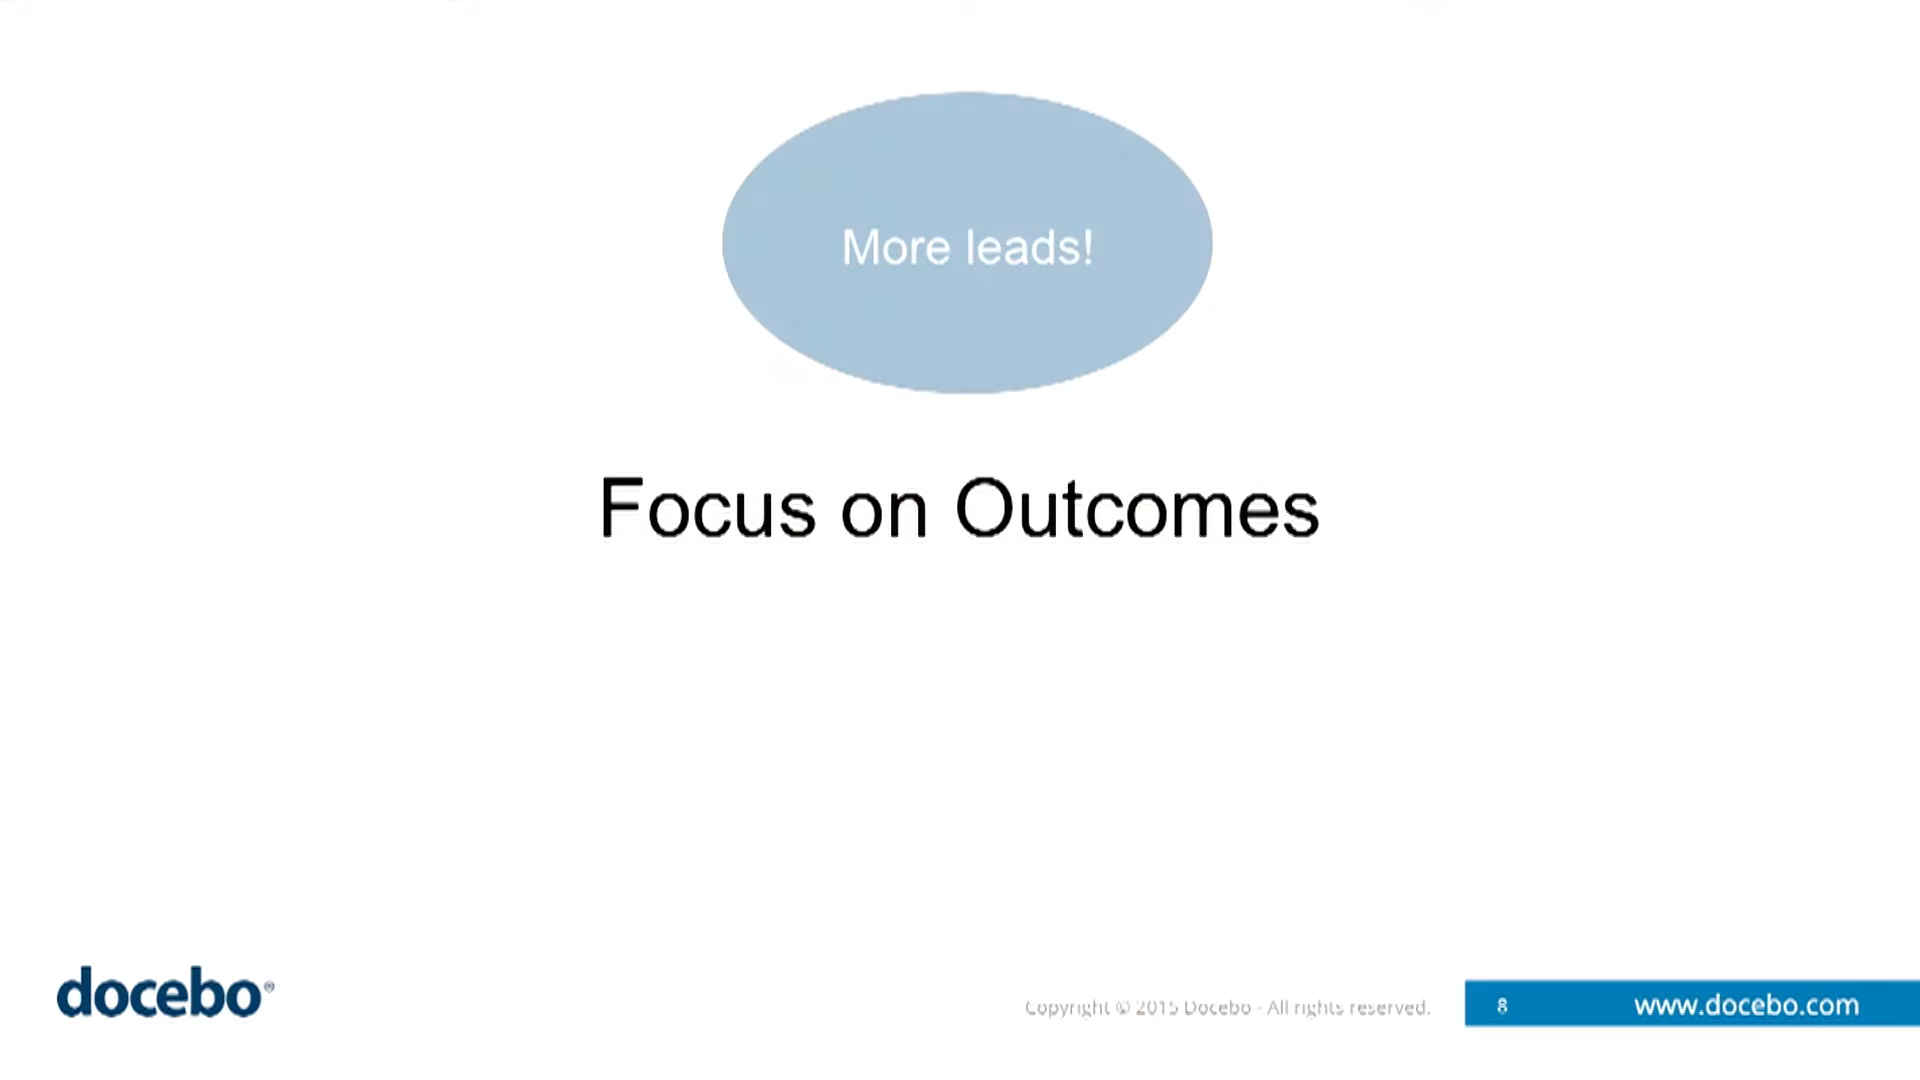 More leads!
Focus on Outcomes
docebo®
Copyright © 2015 Docebo - All rights reserved.
8
www.docebo.com